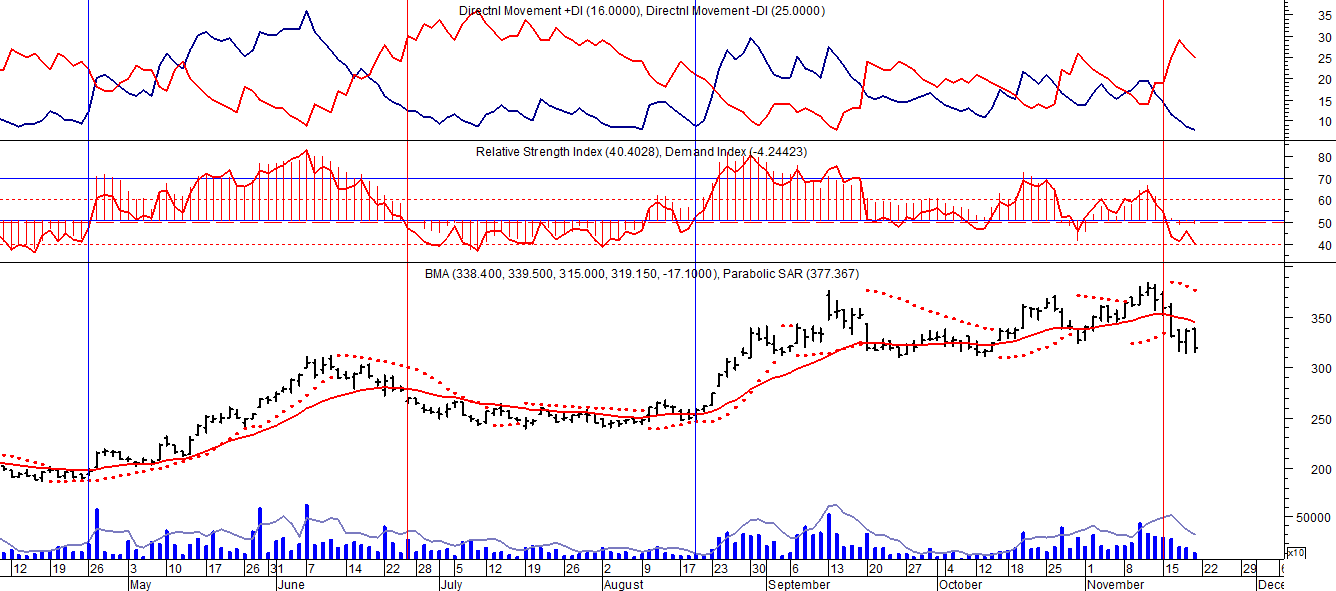 Directnl Movement +DI (16.0000), Directnl Movement -DI (25.0000)
35
30
25
20
15
10
Relative Strength Index (40.4028), Demand Index (-4.24423)
80
70
60
50
40
BMA (338.400, 339.500, 315.000, 319.150, -17.1000), Parabolic SAR (377.367)
350
300
250
200
50000
x10
12 19 26 3 10 17 26 31 7 14 22 28 5 12 19 26 2 9 17 23 30 6 13 20 27 4 12 18 25 1 8 15 22 29 6
May June July August September October November Dece